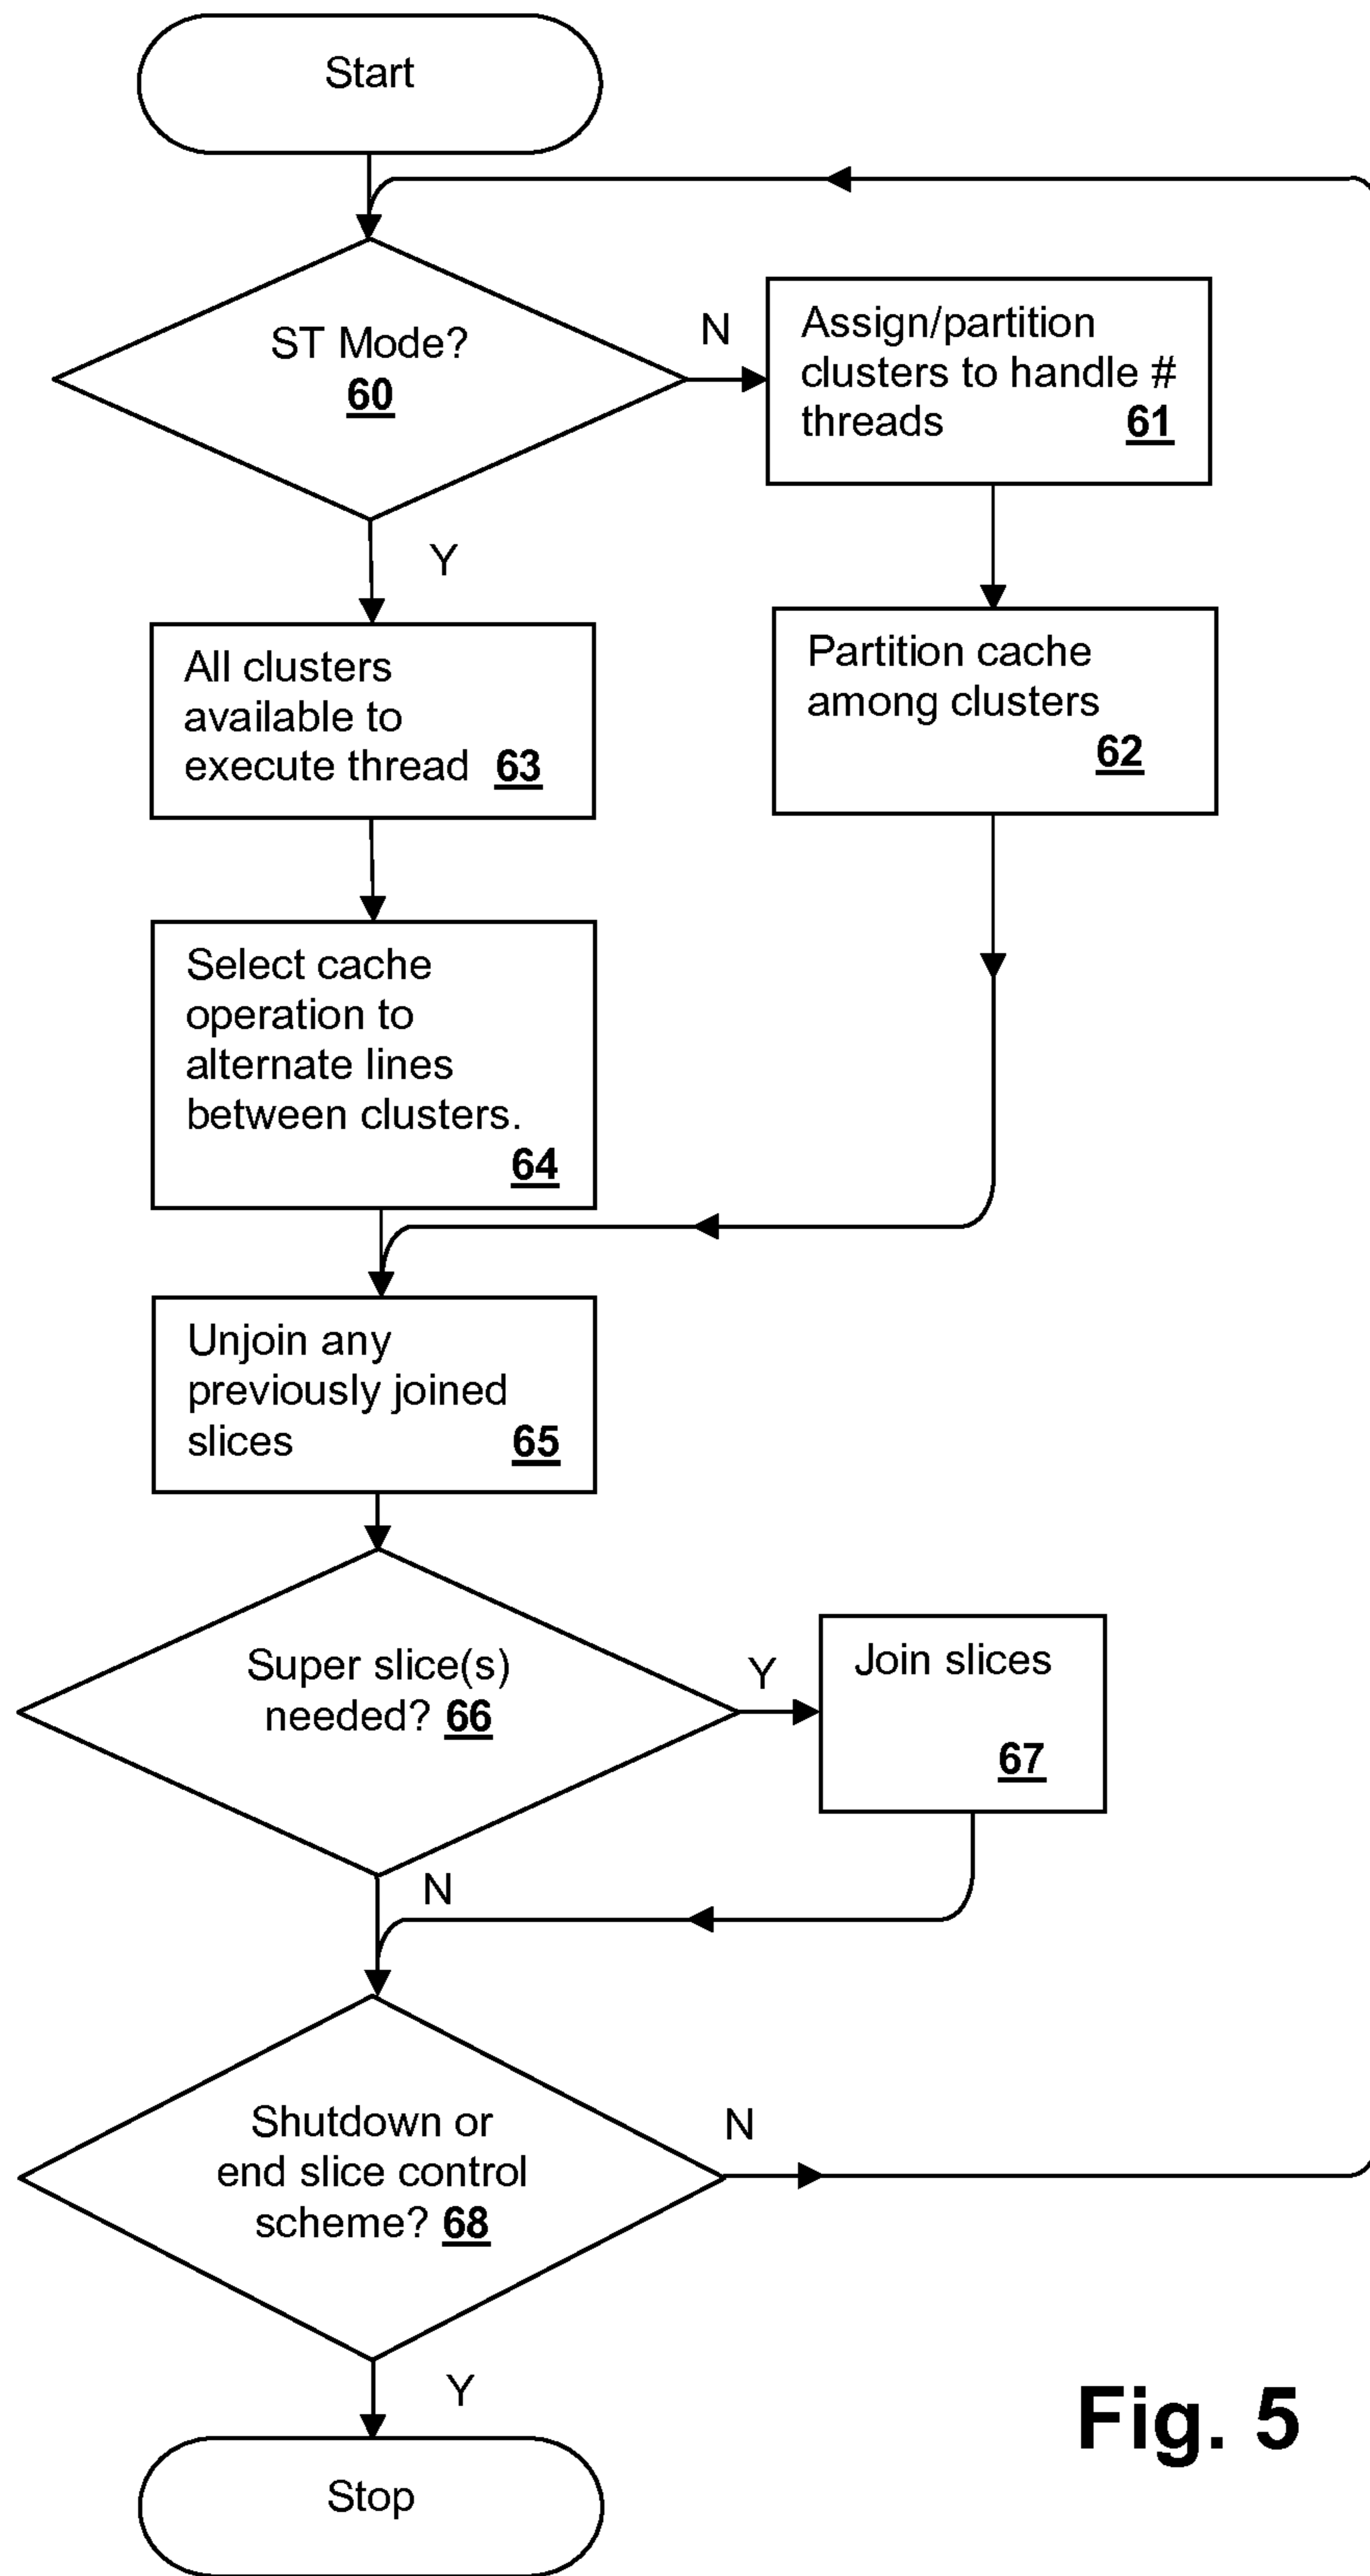 Start
ST Mode?
60
N
Assign/partition
clusters to handle #
threads 61
Y
All clusters
available to
execute thread 63
Partition cache
among clusters
62
Select cache
operation to
alternate lines
between clusters.
64
Unjoin any
previously joined
slices 65
Super slice(s)
needed? 66
Y
Join slices
67
N
Shutdown or
end slice control
scheme? 68
N
Y
Stop
Fig. 5